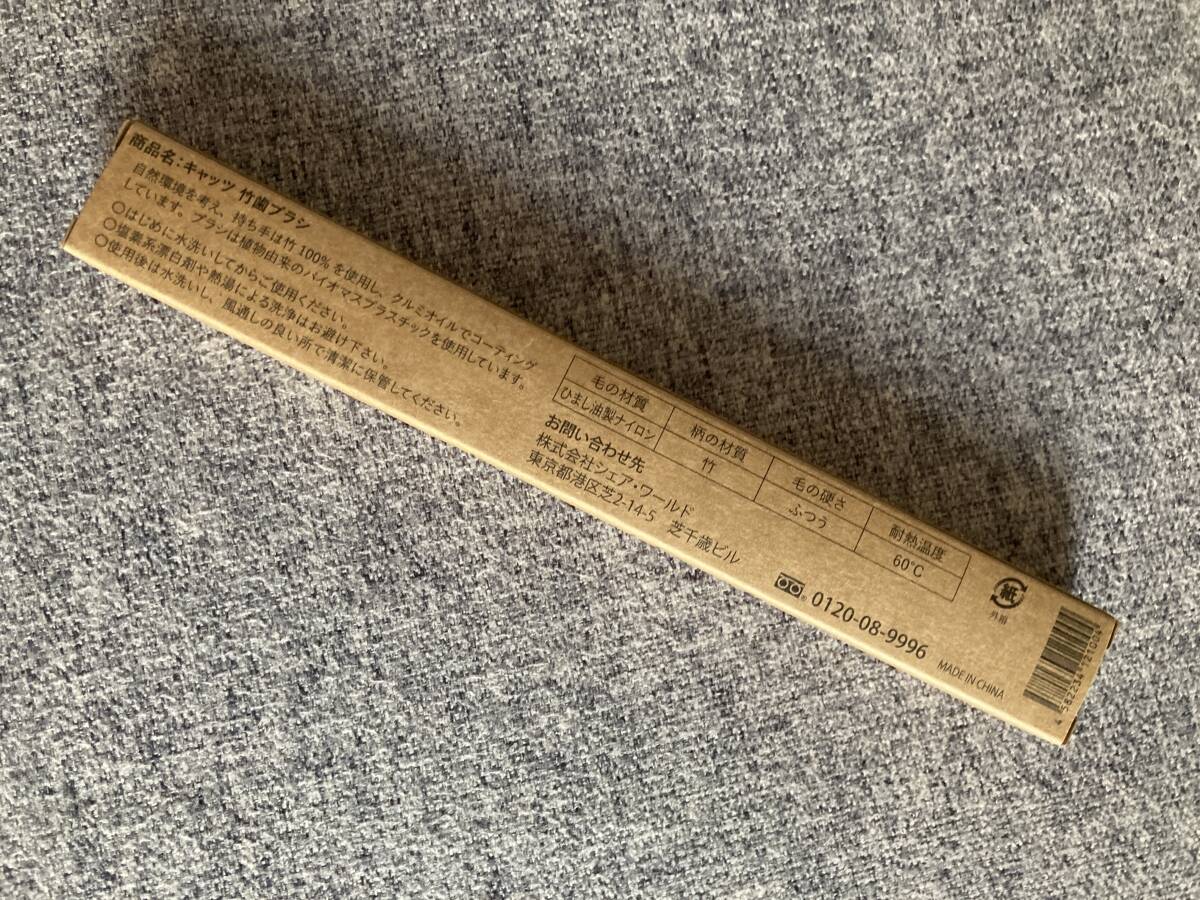 商品名：キャッツ 竹歯ブラシ
自然環境を考え、持ち手は竹 100% を使用し、クルミオイルでコーティング
しています。ブラシは植物由来のバイオマスプラスチックを使用しています。
〇はじめに水洗いしてからご使用ください。
〇塩素系漂白剤や熱湯による洗浄はお避け下さい。
〇使用後は水洗いし、風通しの良い所で清潔に保管してください。
毛の材質 柄の材質 毛の硬さ 耐熱温度
ひまし油製ナイロン 竹 ふつう 60℃
お問い合わせ先
株式会社シェア・ワールド
東京都港区芝2-14-5 芝千歳ビル
0120-08-9996
MADE IN CHINA
紙
外箱